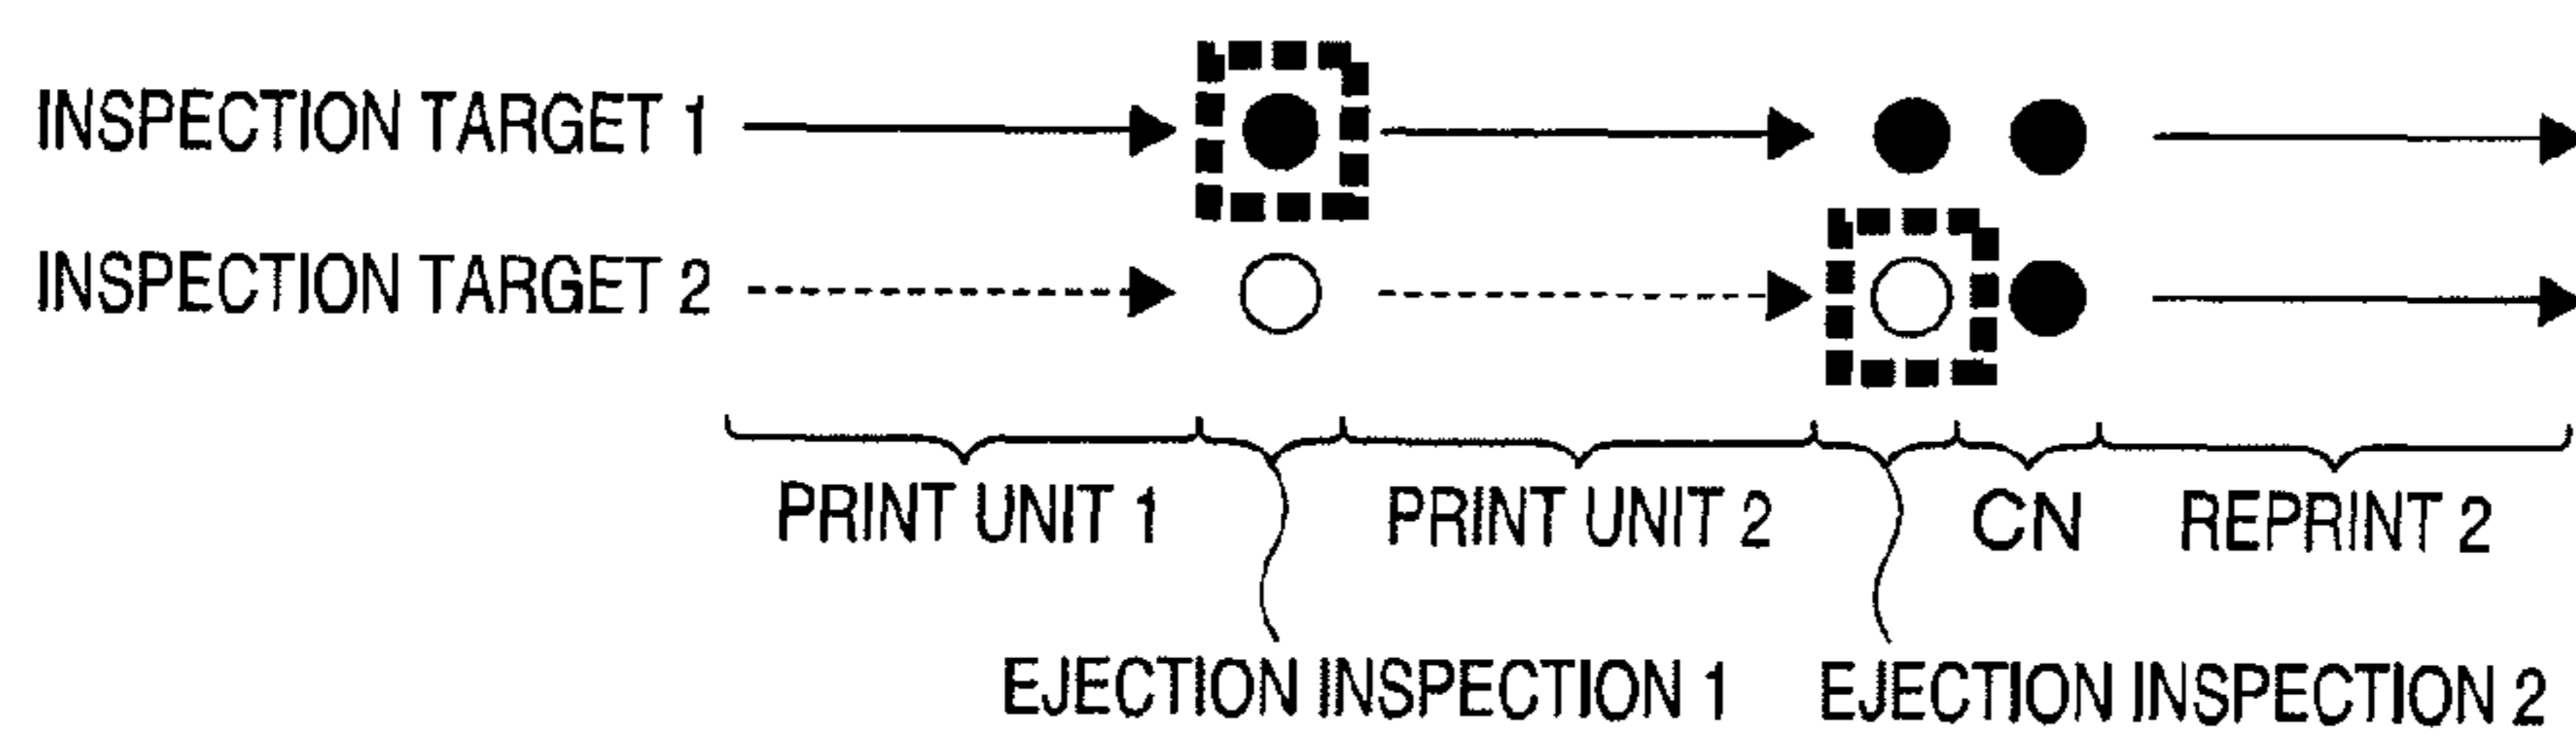 INSPECTION TARGET 1
INSPECTION TARGET 2
PRINT UNIT 1
PRINT UNIT 2
CN
REPRINT 2
EJECTION INSPECTION 1
EJECTION INSPECTION 2